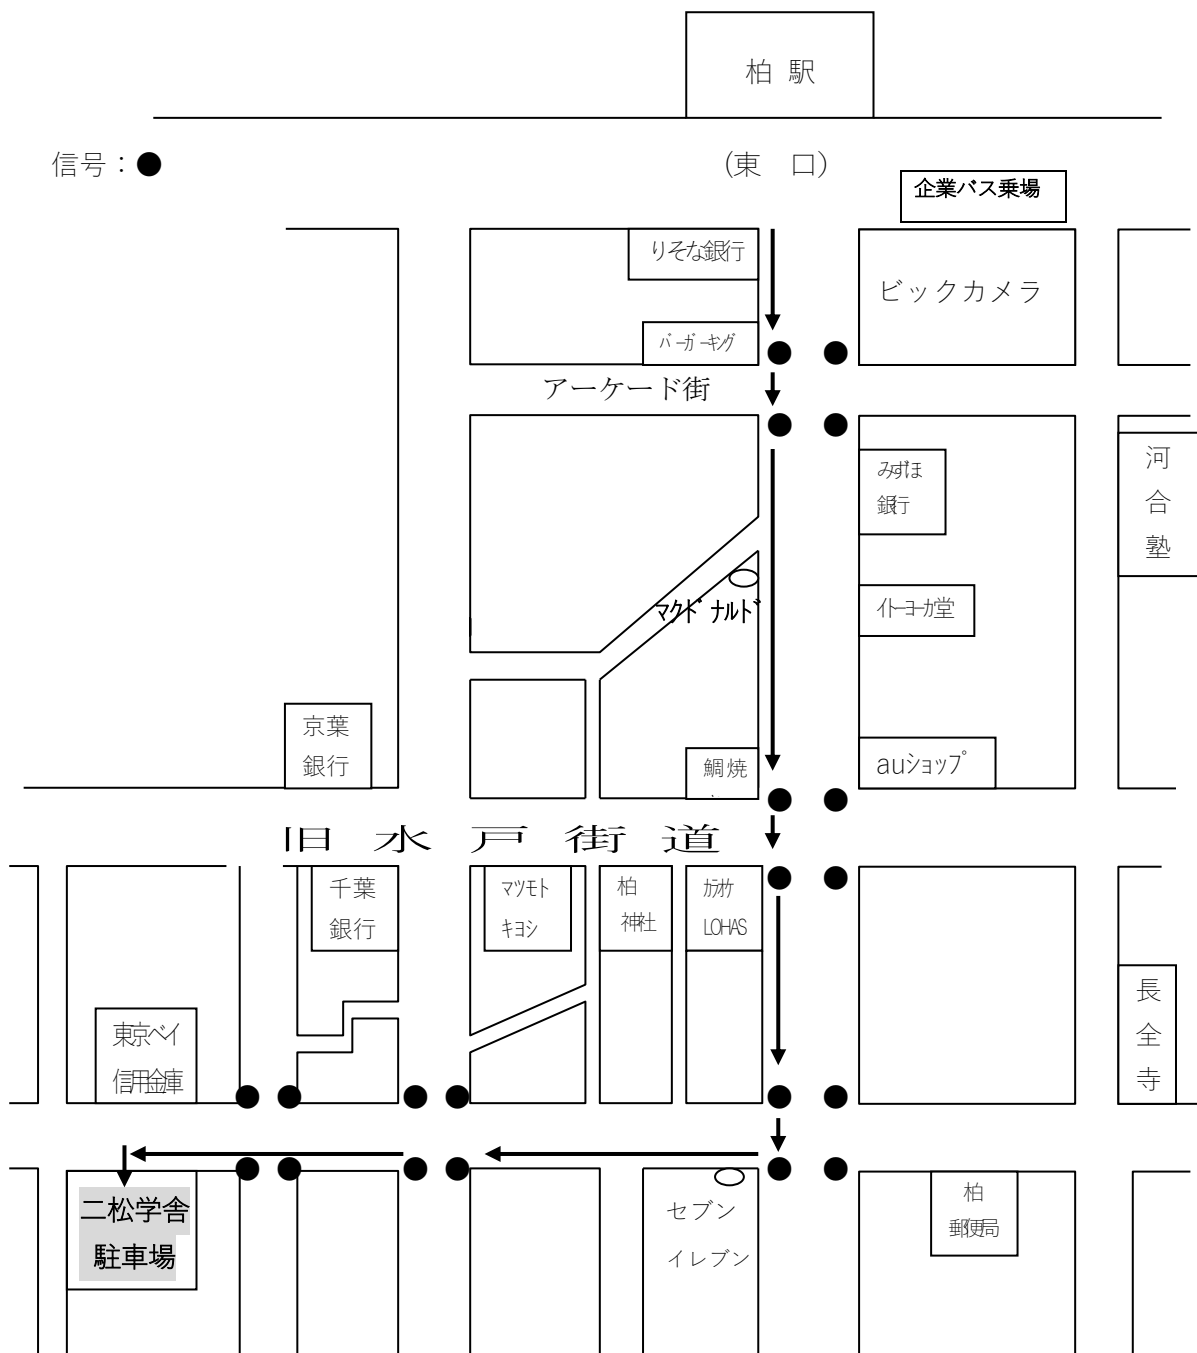 柏 駅
信号：●
(東　口)
企業バス乗場
りそな銀行
ビックカメラ
バーガーキング
アーケード街
みずほ
銀行
河
合
塾
マクドナルド
イトーヨーカ堂
京葉
銀行
鯛焼
auショップ
旧 水 戸 街 道
千葉
銀行
マツモト
キヨシ
柏
神社
LOHAS
長
全
寺
東京ベイ
信用金庫
二松学舎
駐車場
セブン
イレブン
柏
郵便局